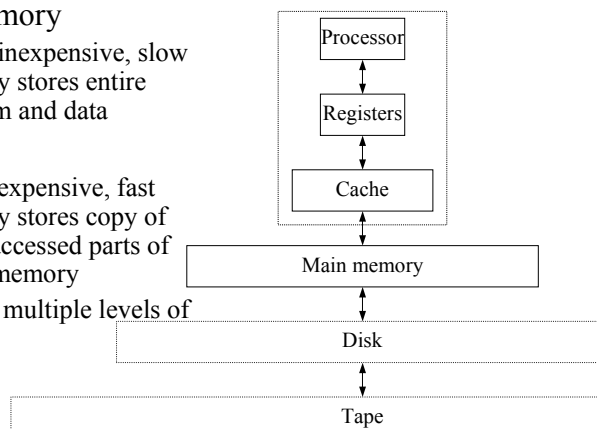 mory
inexpensive, slow
y stores entire
m and data
expensive, fast
y stores copy of
accessed parts of
memory
multiple levels of
Processor
Registers
Cache
Main memory
Disk
Tape